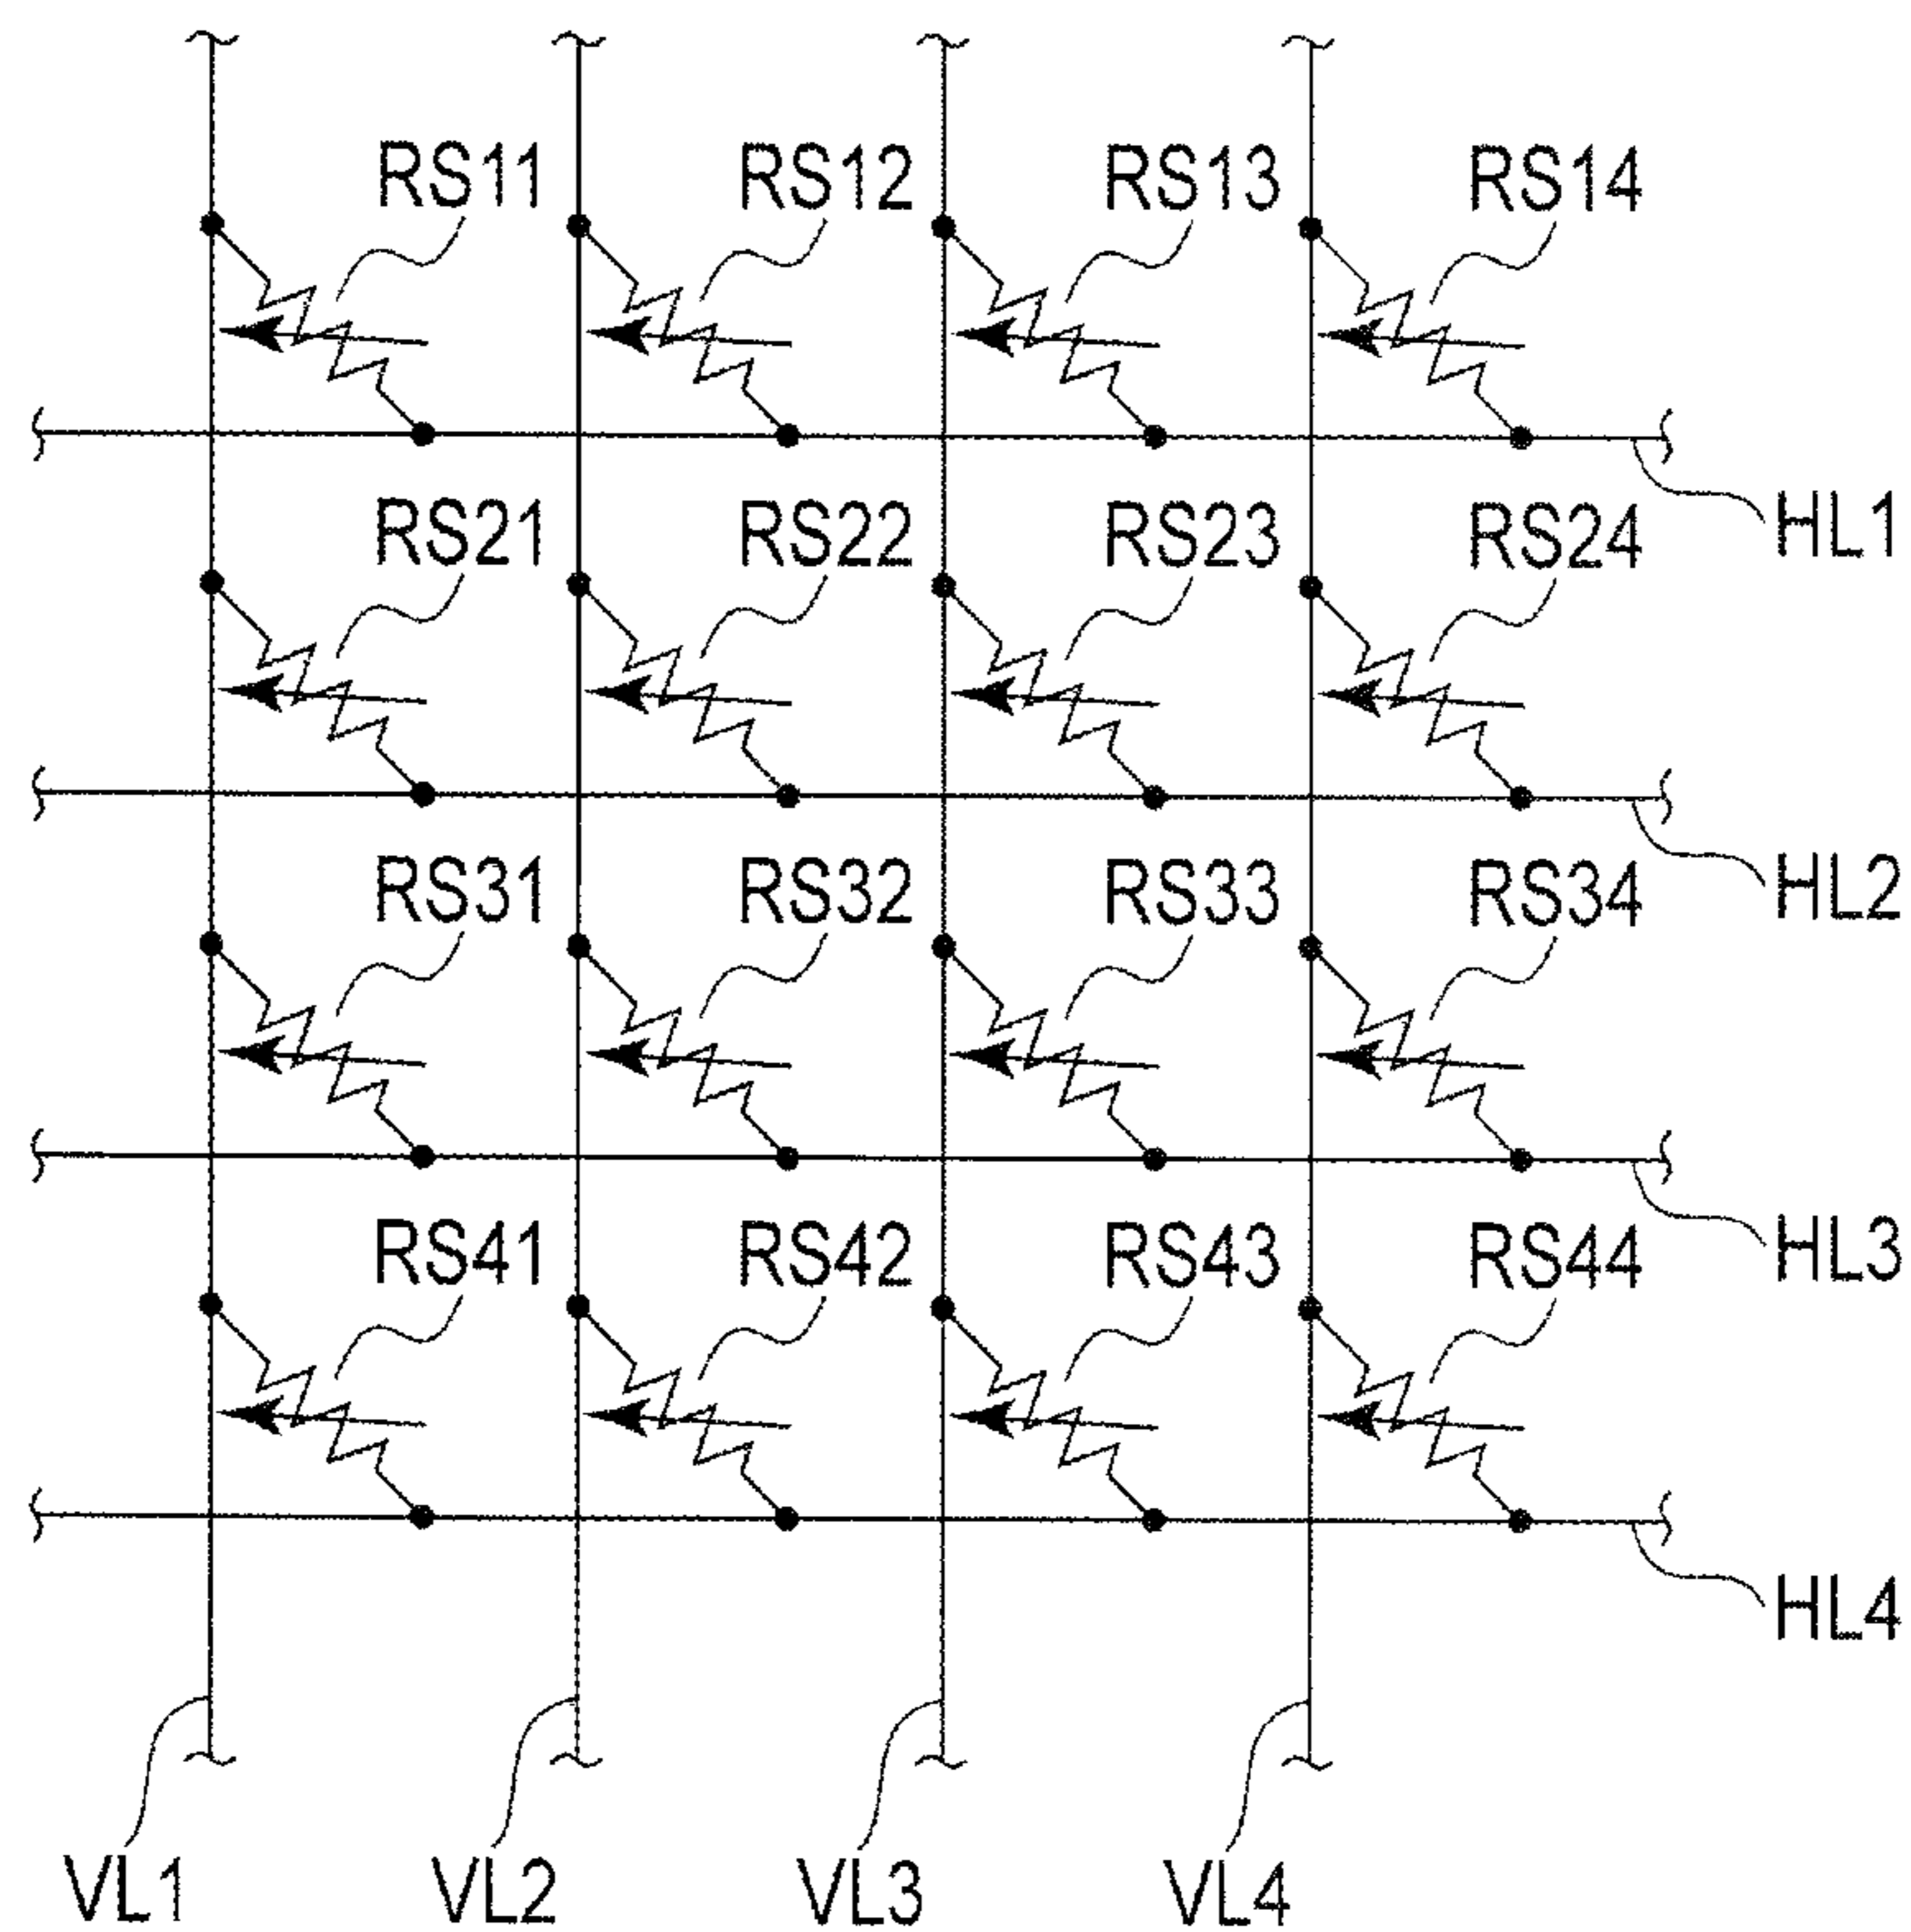 RS11 RS12 RS13 RS14
HL1
RS21 RS22 RS23 RS24
HL2
RS31 RS32 RS33 RS34
HL3
RS41 RS42 RS43 RS44
HL4
VL1 VL2 VL3 VL4